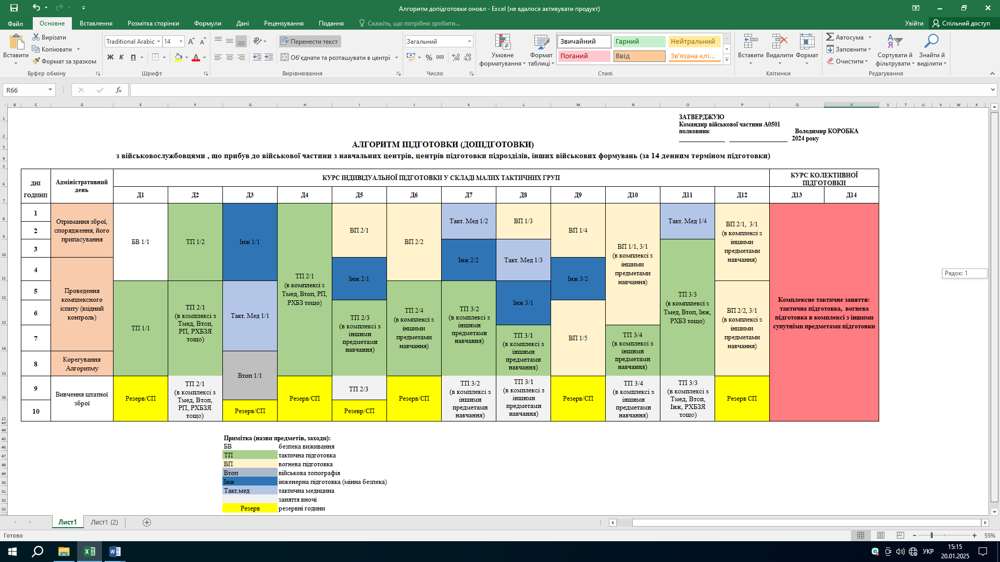 Алгоритм допідготовки оновл - Excel (не вдалося активувати продукт)
Файл
Основне
Вставлення
Розмітка сторінки
Формули
Дані
Рецензування
Подання
Скажіть, що потрібно зробити...
Увійти
Спільний доступ
Вставити
Вирізати
Копіювати
Формат за зразком
Буфер обміну
Traditional Arabic
14
Ж К П
Шрифт
Перенести текст
Об'єднати та розташувати в центрі
Вирівнювання
Загальний
% 000
Число
Умовне форматування
Формат таблиці
Звичайний
Гарний
Нейтральний
Поганий
Ввід
Зв'язана клі...
Стилі
Вставити
Видалити
Формат
Клітинки
Автосума
Заповнити
Очистити
Сортувати й фільтрувати
Знайти й виділити
Редагування
R66
fx
B C D E F G H I J K L M N O P Q R S T U V W X
ЗАТВЕРДЖУЮ
Командир військової частини А0501
полковник Володимир КОРОБКА
2024 року
АЛГОРИТМ ПІДГОТОВКИ (ДОПІДГОТОВКИ)
з військовослужбовцями , що прибув до військової частини з навчальних центрів, центрів підготовки підрозділів, інших військових формувань (за 14 денним терміном підготовки)
ДНІ
ГОДИНИ
Адміністративний день
КУРС ІНДИВІДУАЛЬНОЇ ПІДГОТОВКИ У СКЛАДІ МАЛИХ ТАКТИЧНИХ ГРУП
КУРС КОЛЕКТИВНОЇ ПІДГОТОВКИ
Д1 Д2 Д3 Д4 Д5 Д6 Д7 Д8 Д9 Д10 Д11 Д12 Д13 Д14
1
2
3
4
5
6
7
8
9
10
Отримання зброї, спорядження, його припасування
Проведення комплексного іспиту (вхідний контроль)
Корегування Алгоритму
Вивчення штатної зброї
БВ 1/1
ТП 1/1
Резерв/СП
ТП 1/2
ТП 2/1
(в комплексі з Тмед, Втоп, РП, РХБЗЯ тощо)
ТП 2/1
(в комплексі з Тмед, Втоп, РП, РХБЗЯ тощо)
Інж 1/1
Такт. Мед 1/1
Втоп 1/1
Резерв/СП
ТП 2/1
(в комплексі з Тмед, Втоп, РП, РХБЗ тощо)
Резерв/СП
ВП 2/1
Інж 2/1
ТП 2/3
(в комплексі з іншими предметами навчання)
ТП 2/3
Резевр/СП
ВП 2/2
ТП 2/4
(в комплексі з іншими предметами навчання)
Резерв/СП
Такт. Мед 1/2
Інж 2/2
ТП 3/2
(в комплексі з іншими предметами навчання)
ТП 3/2
(в комплексі з іншими предметами навчання)
ВП 1/3
Такт. Мед 1/3
Інж 3/1
ТП 3/1
(в комплексі з іншими предметами навчання)
ТП 3/1
(в комплексі з іншими предметами навчання)
ВП 1/4
Інж 3/2
ВП 1/5
Резерв/СП
ВП 1/1, 3/1
(в комплексі з іншими предметами навчання)
ТП 3/4
(в комплексі з іншими предметами навчання)
ТП 3/4
(в комплексі з іншими предметами навчання)
Такт. Мед 1/4
ТП 3/3
(в комплллексі з Тмед, Втоп, Інж, РХБЗ тощо)
ТП 3/3
(в комплексі з Тмед, Втоп, Інж, РХБЗЯ тощо)
ВП 2/1, 3/1
(в комплексі з іншими предметами навчання)
ВП 2/2, 3/1
(в комплексі з іншими предметами навчання)
Резерв СП
Комплексне тактичне заняття: тактична підготовка, вогнева підготовка в комплексі з іншими супутніми предметами підготовки
Рядок: 1
Примітка (назви предметів, заходи):
БВ безпека виживання
ТП тактична підготовка
ВП вогнева підготовка
Втоп військова топографія
Інж інженерна підготовка (мінна безпека)
Такт.мед тактична медицина
заняття вночі
Резерв резервні години
Лист1
Лист1 (2)
Готово
55%
УКР
15:15
20.01.2025